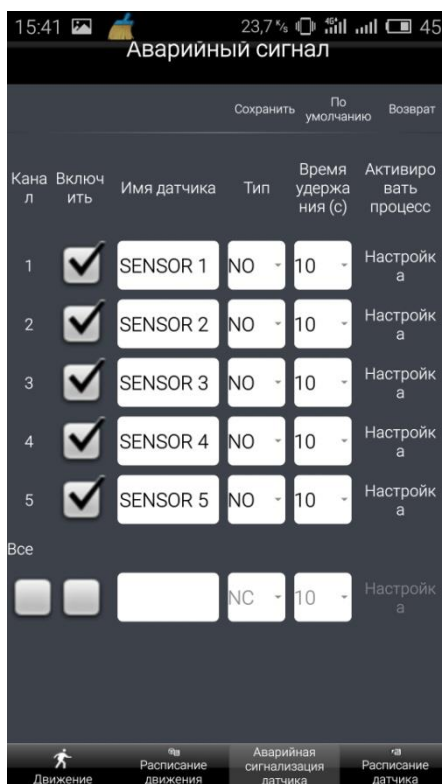 15:41 23,7 K/s 4G 45
Аварийный сигнал
Сохранить По умолчанию Возврат
Кана
л
Включ
ить
Имя датчика
Тип
Время
удержа
ния (с)
Активиро
вать
процесс
1 SENSOR 1 NO 10 Настройк
а
2 SENSOR 2 NO 10 Настройк
а
3 SENSOR 3 NO 10 Настройк
а
4 SENSOR 4 NO 10 Настройк
а
5 SENSOR 5 NO 10 Настройк
а
Все
NC 10 Настройк
а
Движение
Расписание
движения
Аварийная
сигнализация
датчика
Расписание
датчика